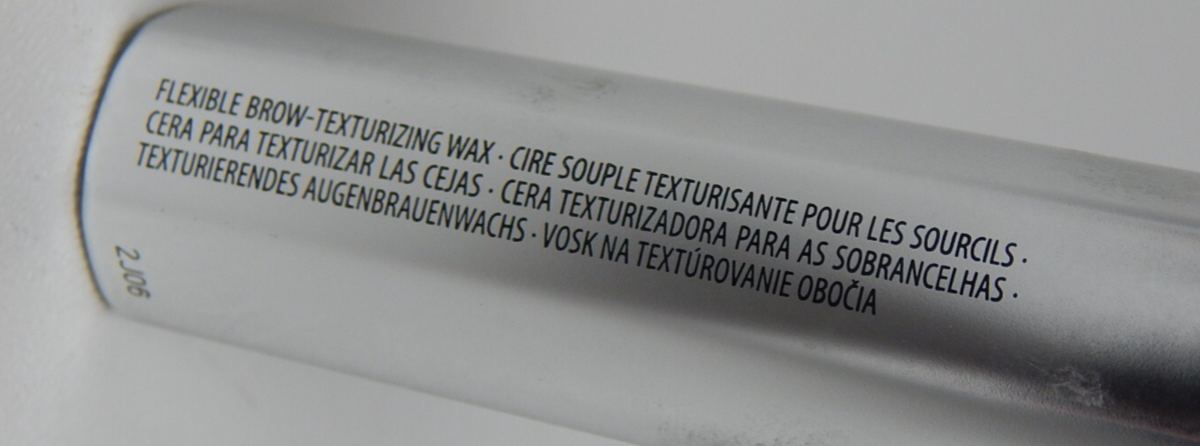 FLEXIBLE BROW-TEXTURIZING WAX · CIRE SOUPLE TEXTURISANTE POUR LES SOURCILS ·
CERA PARA TEXTURIZAR LAS CEJAS · CERA TEXTURIZADORA PARA AS SOBRANCELHAS ·
TEXTURIERENDES AUGENBRAUENWACHS · VOSK NA TEXTÚROVANIE OBOČIA
2J06